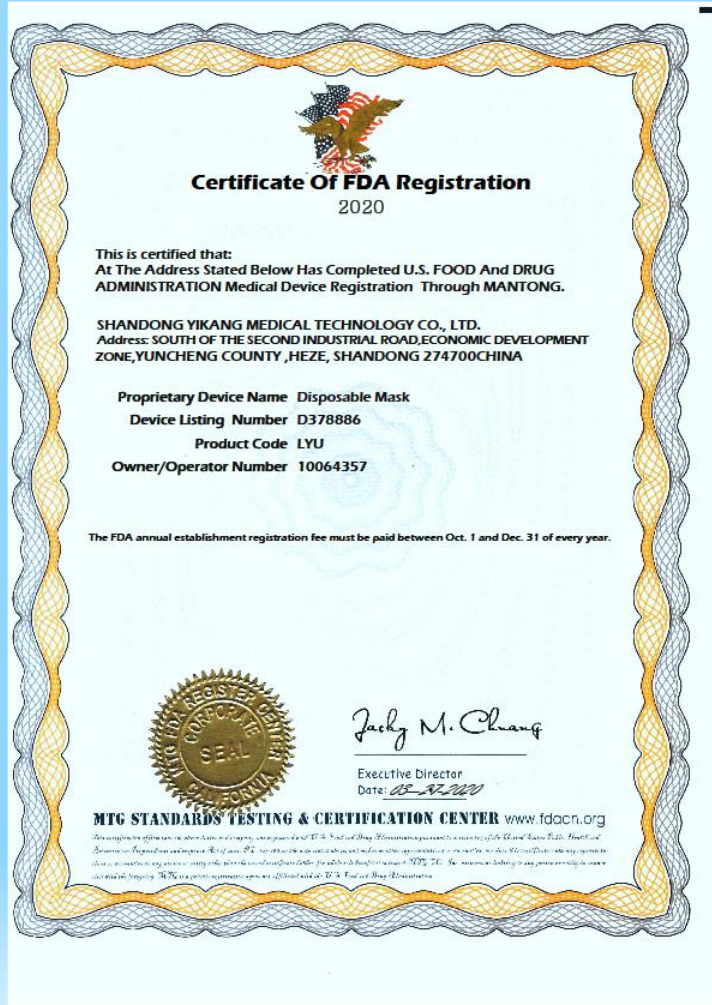 Certificate Of FDA Registration
2020
This is certified that:
At The Address Stated Below Has Completed U.S. FOOD And DRUG
ADMINISTRATION Medical Device Registration Through MANTONG.
SHANDONG YIKANG MEDICAL TECHNOLOGY CO., LTD.
Address: SOUTH OF THE SECOND INDUSTRIAL ROAD,ECONOMIC DEVELOPMENT
ZONE,YUNCHENG COUNTY ,HEZE, SHANDONG 274700CHINA
Proprietary Device Name Disposable Mask
Device Listing Number D378886
Product Code LYU
Owner/Operator Number 10064357
The FDA annual establishment registration fee must be paid between Oct. 1 and Dec. 31 of every year.
MTG FDA REGISTER CENTER
CORPORATE
SEAL
CALIFORNIA
Jacky M. Chuang
Executive Director
Date: 03-27-2020
MTG STANDARDS TESTING & CERTIFICATION CENTER www.fdacn.org